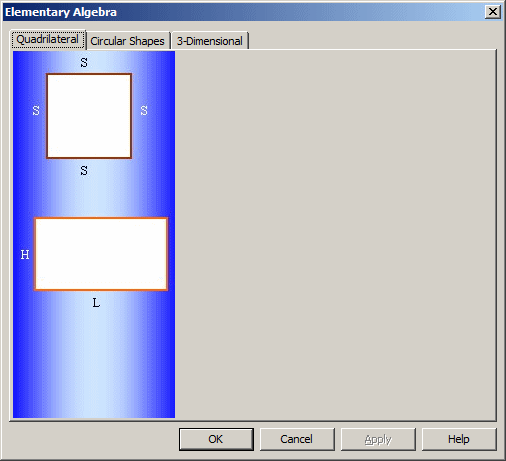 Elementary Algebra
Quadrilateral Circular Shapes 3-Dimensional
S
S S
S
H
L
OK Cancel Apply Help